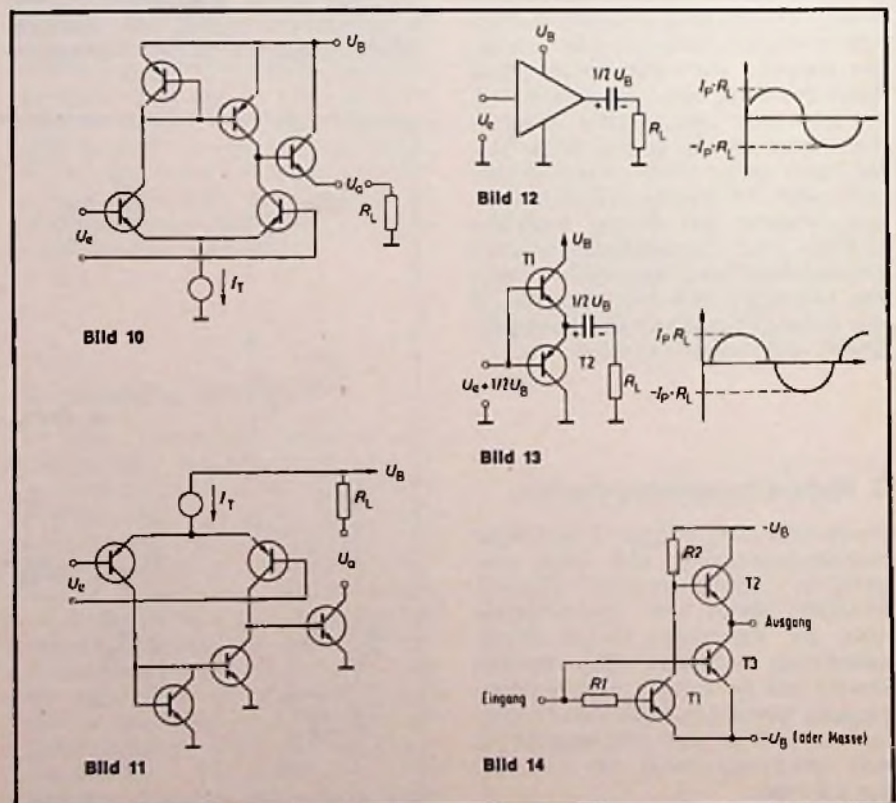 U_B
U_e
U_a
R_L
I_T
Bild 10
U_B
I_T
R_L
U_e
U_a
Bild 11
U_B
1/2 U_B
+ -
U_e
R_L
I_P·R_L
-I_P·R_L
Bild 12
U_B
T1
1/2 U_B
+ -
T2
U_e+1/2U_B
R_L
I_P·R_L
-I_P·R_L
Bild 13
-U_B
R2
T2
Ausgang
T3
Eingang
R1
T1
-U_B (oder Masse)
Bild 14